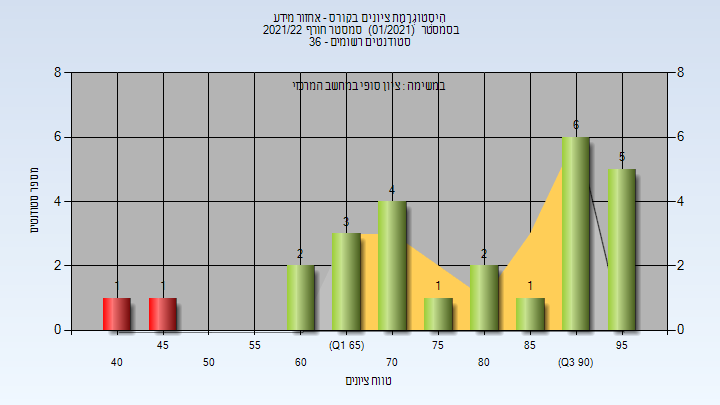 היסטוגרמת ציונים בקורס - אחזור מידע
בסמסטר (01/2021) סמסטר חורף 2021/22
סטודנטים רשומים - 36
במשימה : ציון סופי במחשב המרכזי
8 8
6 6
4 4
2 2
0 0
מספר סטודנטים
1 1 2 3 4 1 2 1 6 5
45 55 (Q1 65) 75 85 95
40 50 60 70 80 (Q3 90)
טווח ציונים